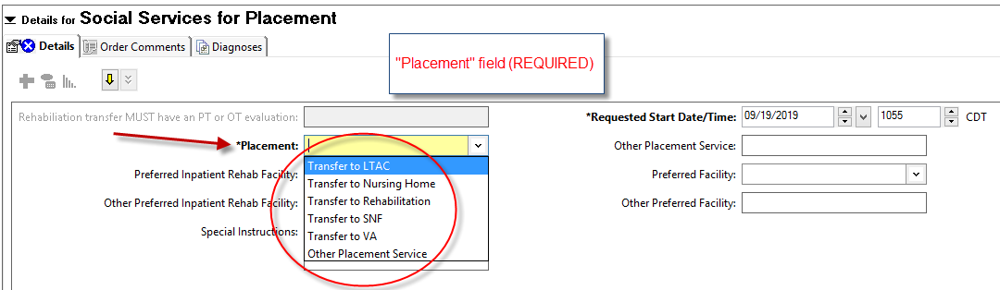 Details for Social Services for Placement
Details Order Comments Diagnoses
"Placement" field (REQUIRED)
Rehabiliation transfer MUST have an PT or OT evaluation:
*Requested Start Date/Time: 09/19/2019 1055 CDT
*Placement:
Other Placement Service:
Transfer to LTAC
Preferred Inpatient Rehab Facility:
Transfer to Nursing Home
Preferred Facility:
Other Preferred Inpatient Rehab Facility:
Transfer to Rehabilitation
Other Preferred Facility:
Transfer to SNF
Special Instructions:
Transfer to VA
Other Placement Service